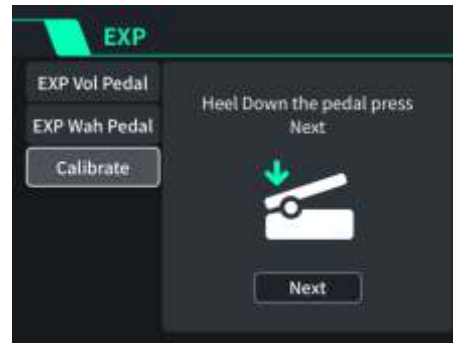 EXP
EXP Vol Pedal
EXP Wah Pedal
Calibrate
Heel Down the pedal press
Next
Next